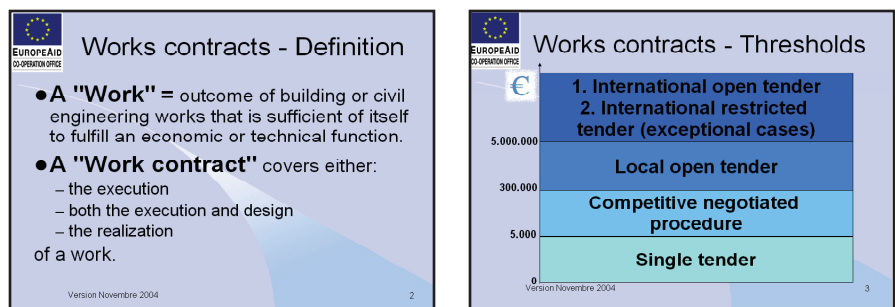 EUROPEAID
CO-OPERATION OFFICE
Works contracts - Definition
●A "Work" = outcome of building or civil
engineering works that is sufficient of itself
to fulfill an economic or technical function.
●A "Work contract" covers either:
– the execution
– both the execution and design
– the realization
of a work.
Version Novembre 2004
2
EUROPEAID
CO-OPERATION OFFICE
Works contracts - Thresholds
€
1. International open tender
2. International restricted
tender (exceptional cases)
5.000.000
Local open tender
300.000
Competitive negotiated
procedure
5.000
Single tender
0
Version Novembre 2004
3